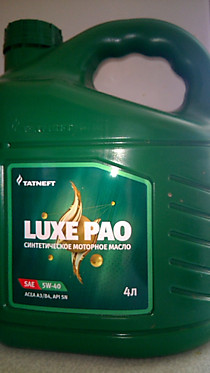 TATNEFT
LUXE PAO
СИНТЕТИЧЕСКОЕ МОТОРНОЕ МАСЛО
SAE 5W-40
ACEA A3/B4, API SN
4Л